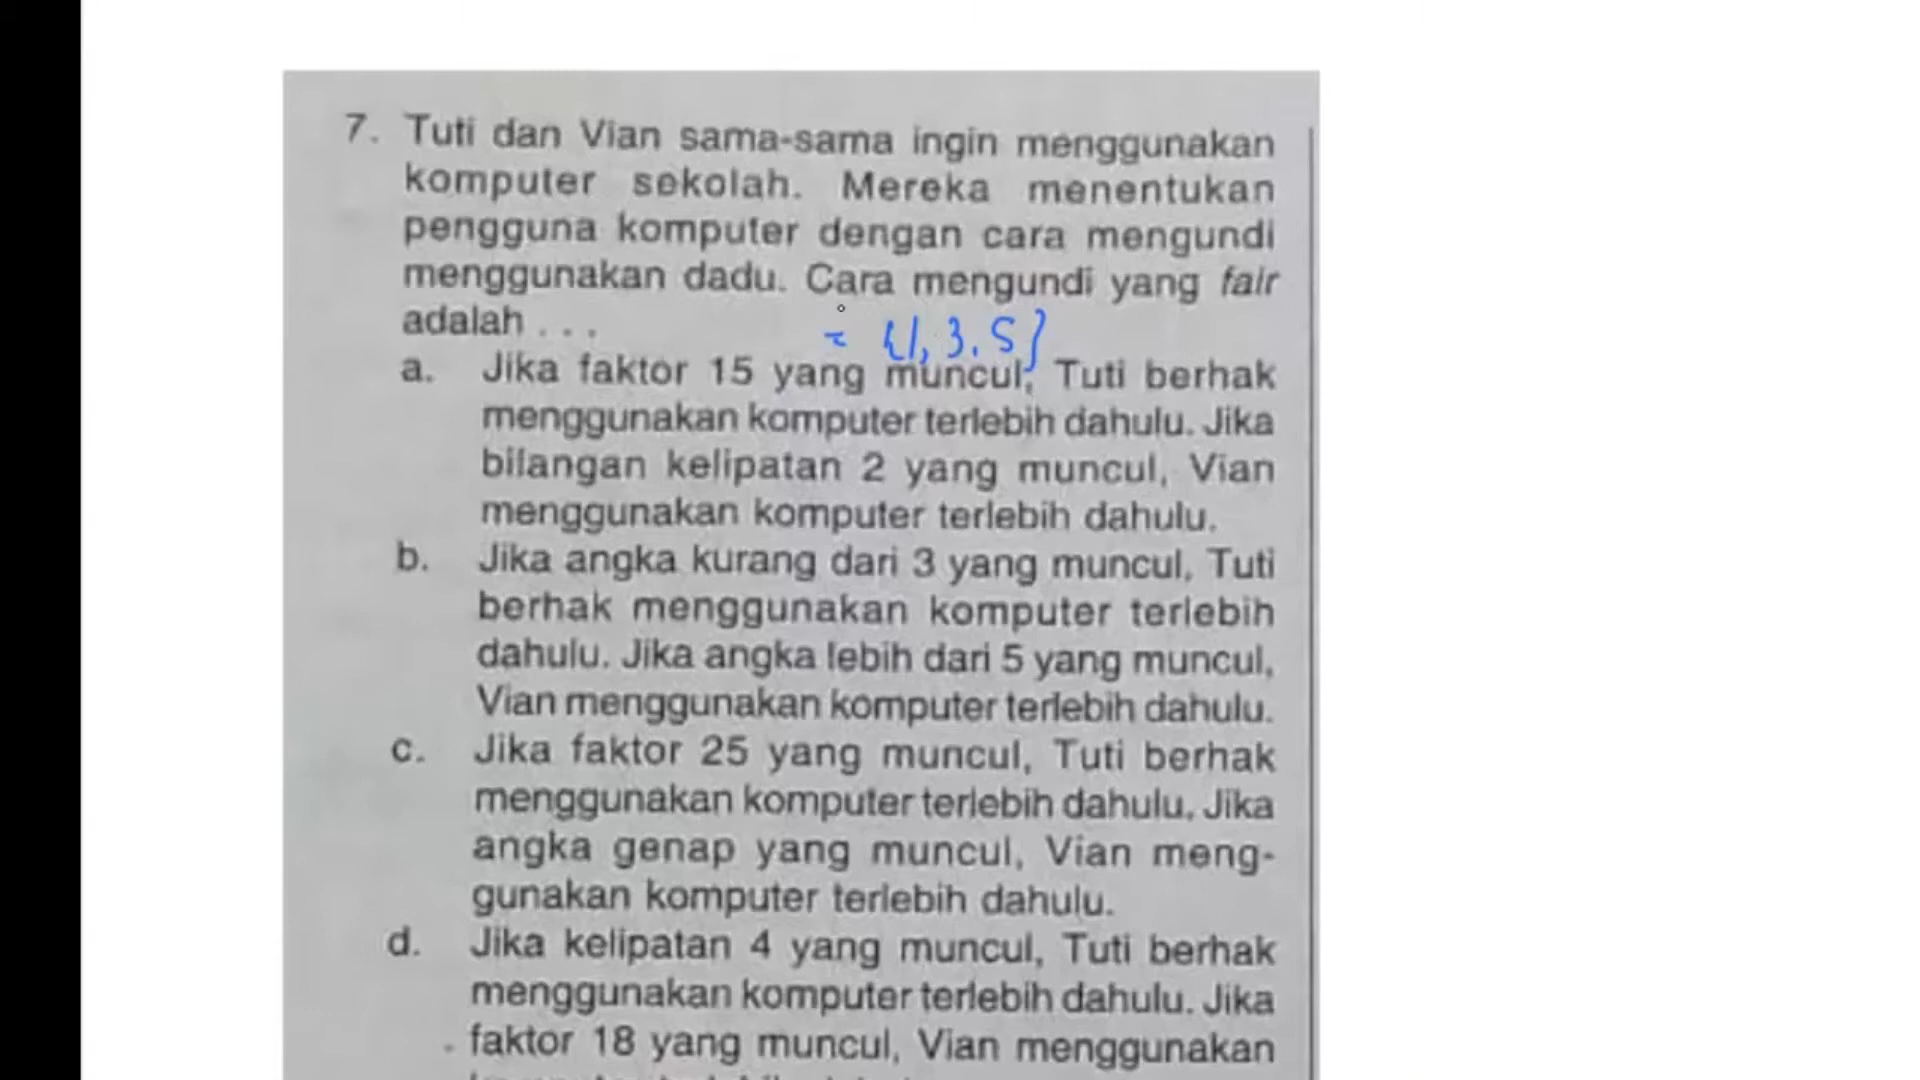 7. Tuti dan Vian sama-sama ingin menggunakan
komputer sekolah. Mereka menentukan
pengguna komputer dengan cara mengundi
menggunakan dadu. Cara mengundi yang fair
adalah . . .
= {1, 3, 5}
a. Jika faktor 15 yang muncul, Tuti berhak
menggunakan komputer terlebih dahulu. Jika
bilangan kelipatan 2 yang muncul, Vian
menggunakan komputer terlebih dahulu.
b. Jika angka kurang dari 3 yang muncul, Tuti
berhak menggunakan komputer terlebih
dahulu. Jika angka lebih dari 5 yang muncul,
Vian menggunakan komputer terlebih dahulu.
c. Jika faktor 25 yang muncul, Tuti berhak
menggunakan komputer terlebih dahulu. Jika
angka genap yang muncul, Vian meng-
gunakan komputer terlebih dahulu.
d. Jika kelipatan 4 yang muncul, Tuti berhak
menggunakan komputer terlebih dahulu. Jika
faktor 18 yang muncul, Vian menggunakan